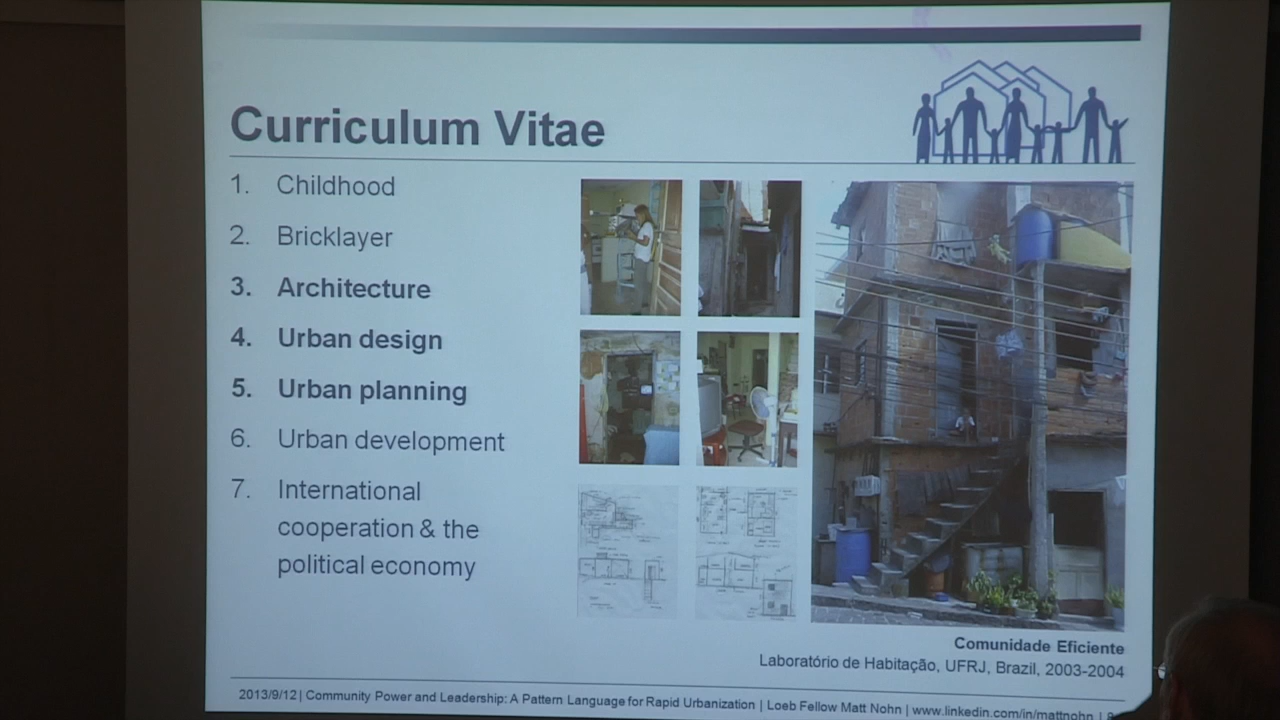 Curriculum Vitae
1. Childhood
2. Bricklayer
3. Architecture
4. Urban design
5. Urban planning
6. Urban development
7. International
cooperation & the
political economy
Comunidade Eficiente
Laboratório de Habitação, UFRJ, Brazil, 2003-2004
2013/9/12 | Community Power and Leadership: A Pattern Language for Rapid Urbanization | Loeb Fellow Matt Nohn | www.linkedin.com/in/mattnohn |